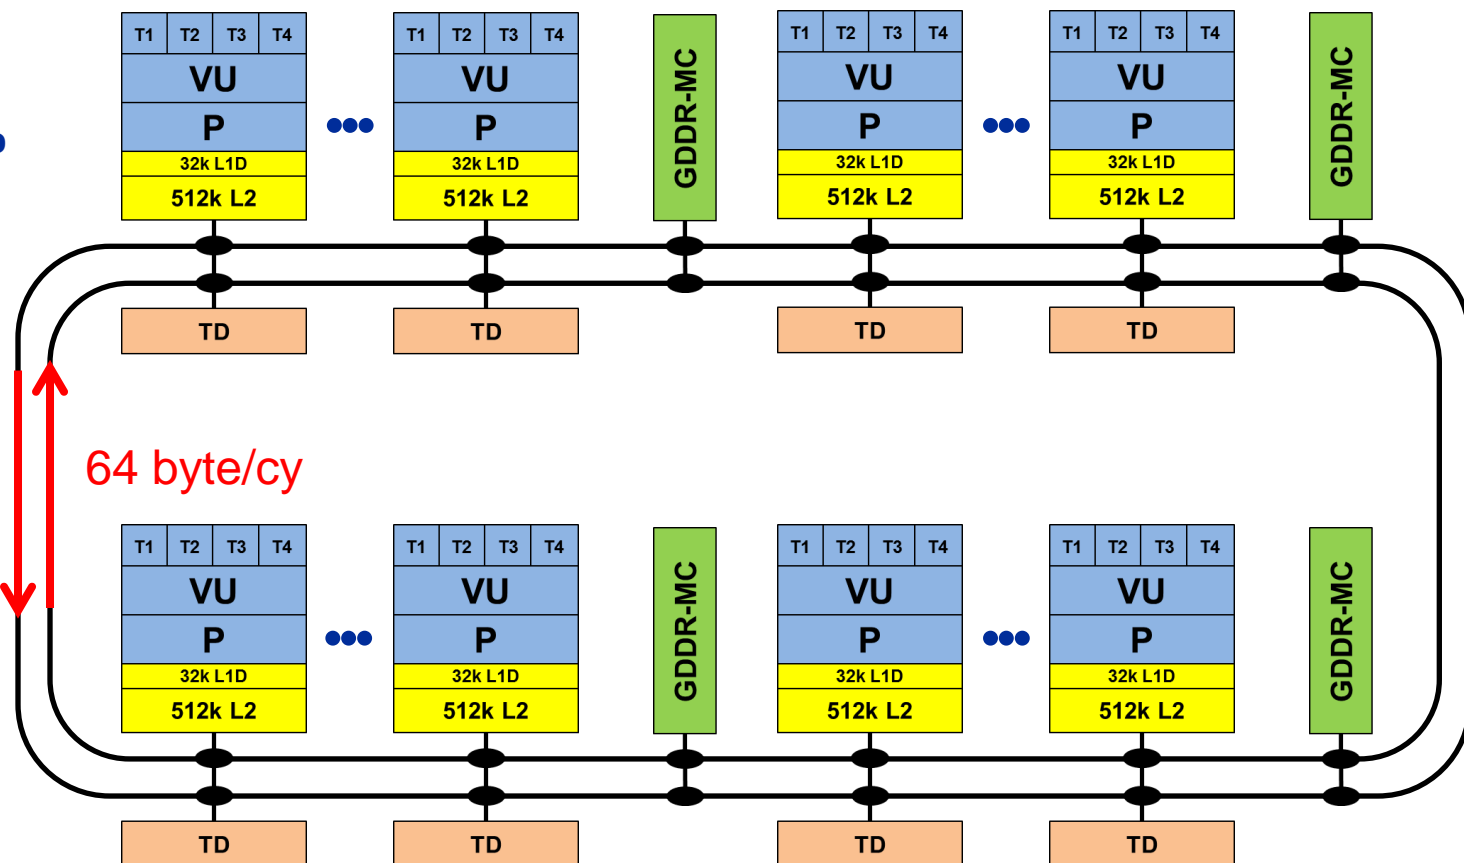 T1 T2 T3 T4 T1 T2 T3 T4 GDDR-MC T1 T2 T3 T4 T1 T2 T3 T4 GDDR-MC
VU VU VU VU
P P P P
32k L1D 32k L1D 32k L1D 32k L1D
512k L2 512k L2 512k L2 512k L2
TD TD TD TD
64 byte/cy
T1 T2 T3 T4 T1 T2 T3 T4 GDDR-MC T1 T2 T3 T4 T1 T2 T3 T4 GDDR-MC
VU VU VU VU
P P P P
32k L1D 32k L1D 32k L1D 32k L1D
512k L2 512k L2 512k L2 512k L2
TD TD TD TD